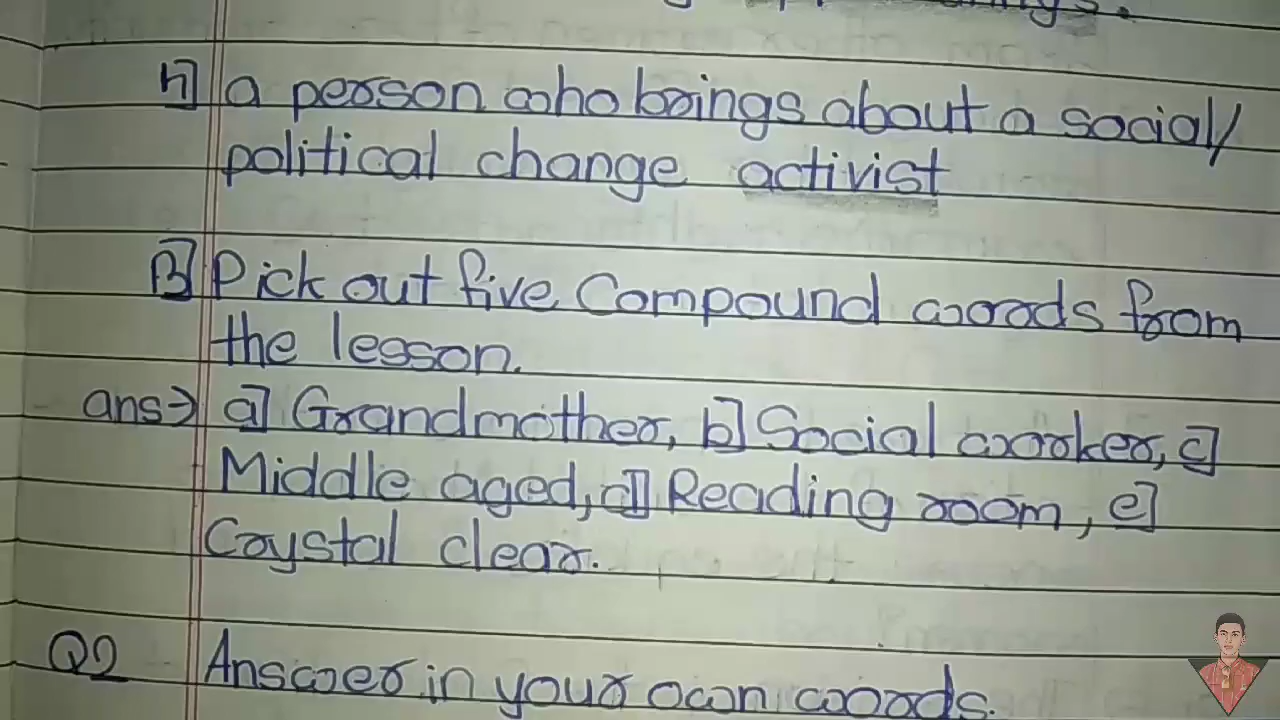 h] a person who brings about a social/
political change activist
B] Pick out five Compound words from
the lesson.
ans→ a] Grandmother, b] Social worker, c]
Middle aged, d] Reading room, e]
Crystal clear.
Q2 Answer in your own words.